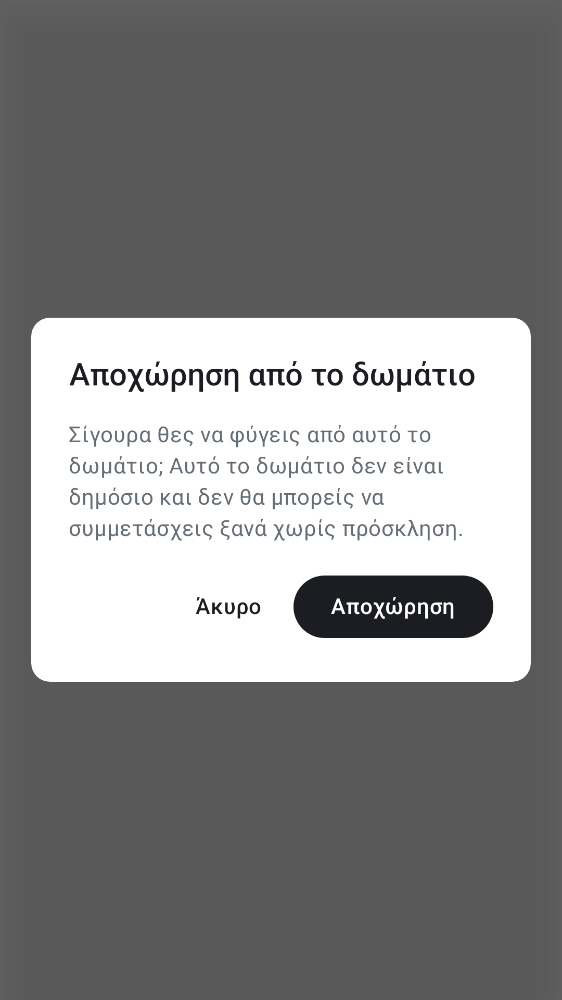 Αποχώρηση από το δωμάτιο
Σίγουρα θες να φύγεις από αυτό το
δωμάτιο; Αυτό το δωμάτιο δεν είναι
δημόσιο και δεν θα μπορείς να
συμμετάσχεις ξανά χωρίς πρόσκληση.
Άκυρο
Αποχώρηση